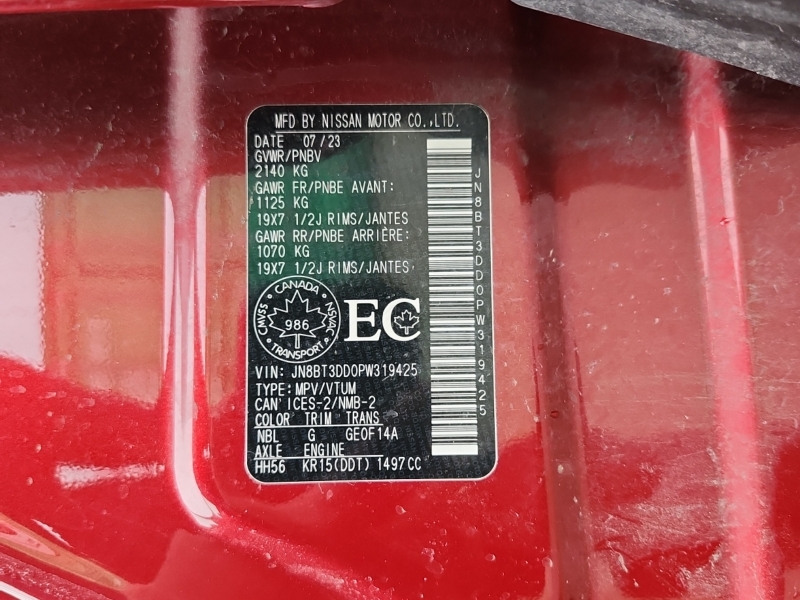 MFD BY NISSAN MOTOR CO.,LTD.
DATE 07/23
GVWR/PNBV
2140 KG
GAWR FR/PNBE AVANT:
1125 KG
19X7 1/2J RIMS/JANTES
GAWR RR/PNBE ARRIÈRE:
1070 KG
19X7 1/2J RIMS/JANTES
CANADA
CMVSS
NSVAC
986
TRANSPORT
EC
VIN: JN8BT3DD0PW319425
TYPE: MPV/VTUM
CAN ICES-2/NMB-2
COLOR TRIM TRANS
NBL G GE0F14A
AXLE ENGINE
HH56 KR15(DDT) 1497CC
JN8BT3DD0PW319425